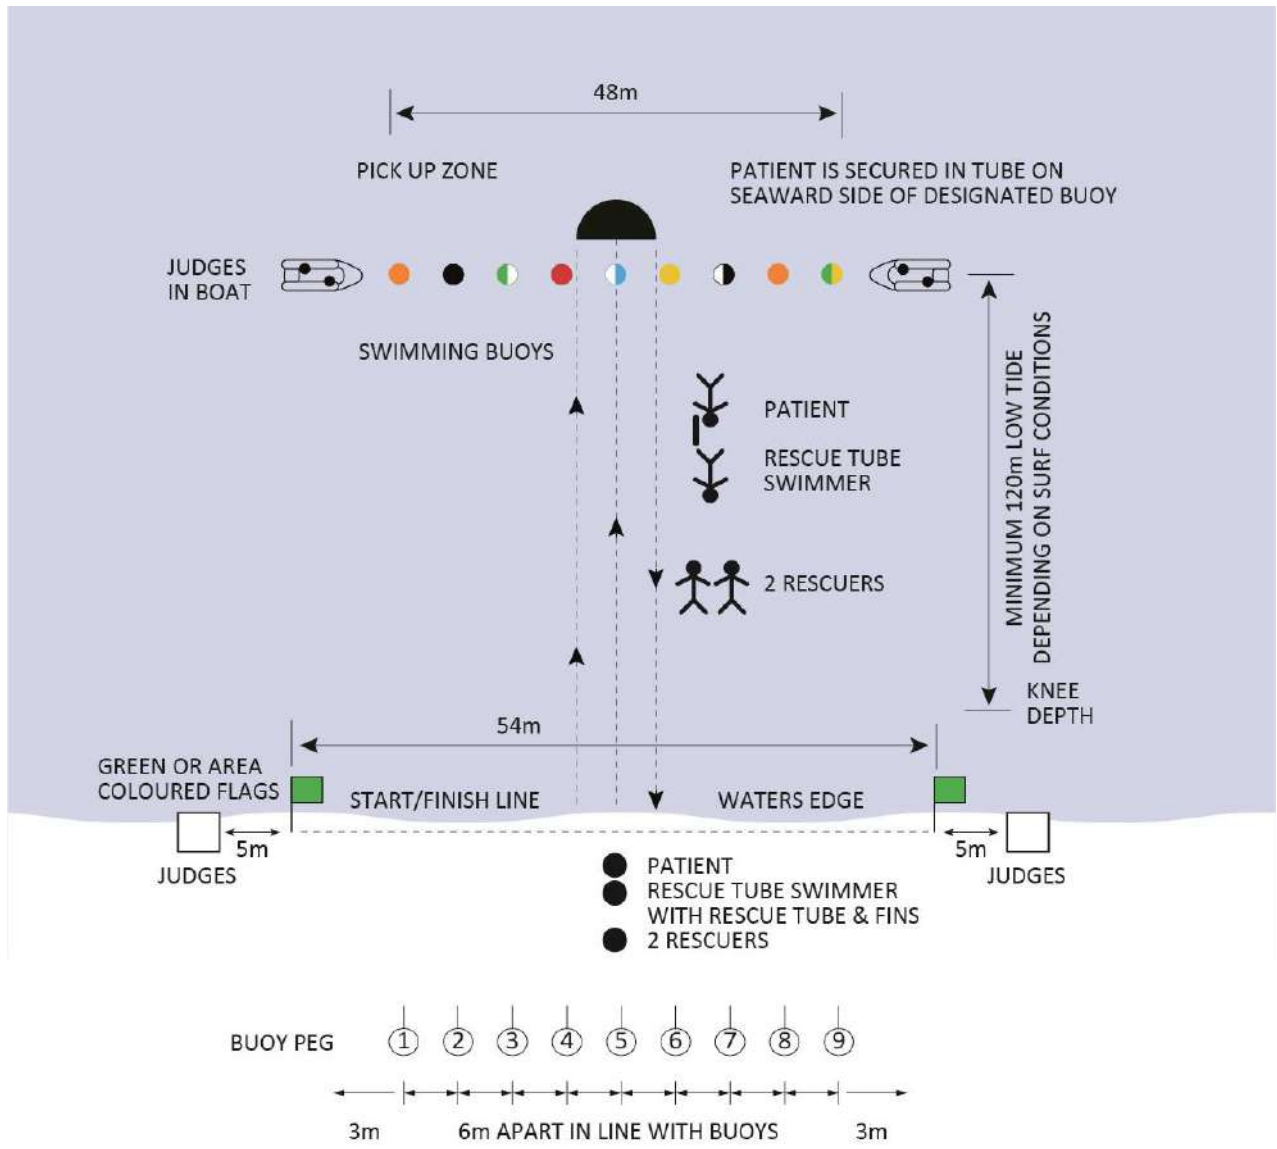 48m
PICK UP ZONE
PATIENT IS SECURED IN TUBE ON
SEAWARD SIDE OF DESIGNATED BUOY
JUDGES
IN BOAT
SWIMMING BUOYS
PATIENT
RESCUE TUBE
SWIMMER
2 RESCUERS
MINIMUM 120m LOW TIDE
DEPENDING ON SURF CONDITIONS
KNEE
DEPTH
54m
GREEN OR AREA
COLOURED FLAGS
START/FINISH LINE
WATERS EDGE
5m
5m
JUDGES
JUDGES
PATIENT
RESCUE TUBE SWIMMER
WITH RESCUE TUBE & FINS
2 RESCUERS
BUOY PEG 1 2 3 4 5 6 7 8 9
3m 6m APART IN LINE WITH BUOYS 3m